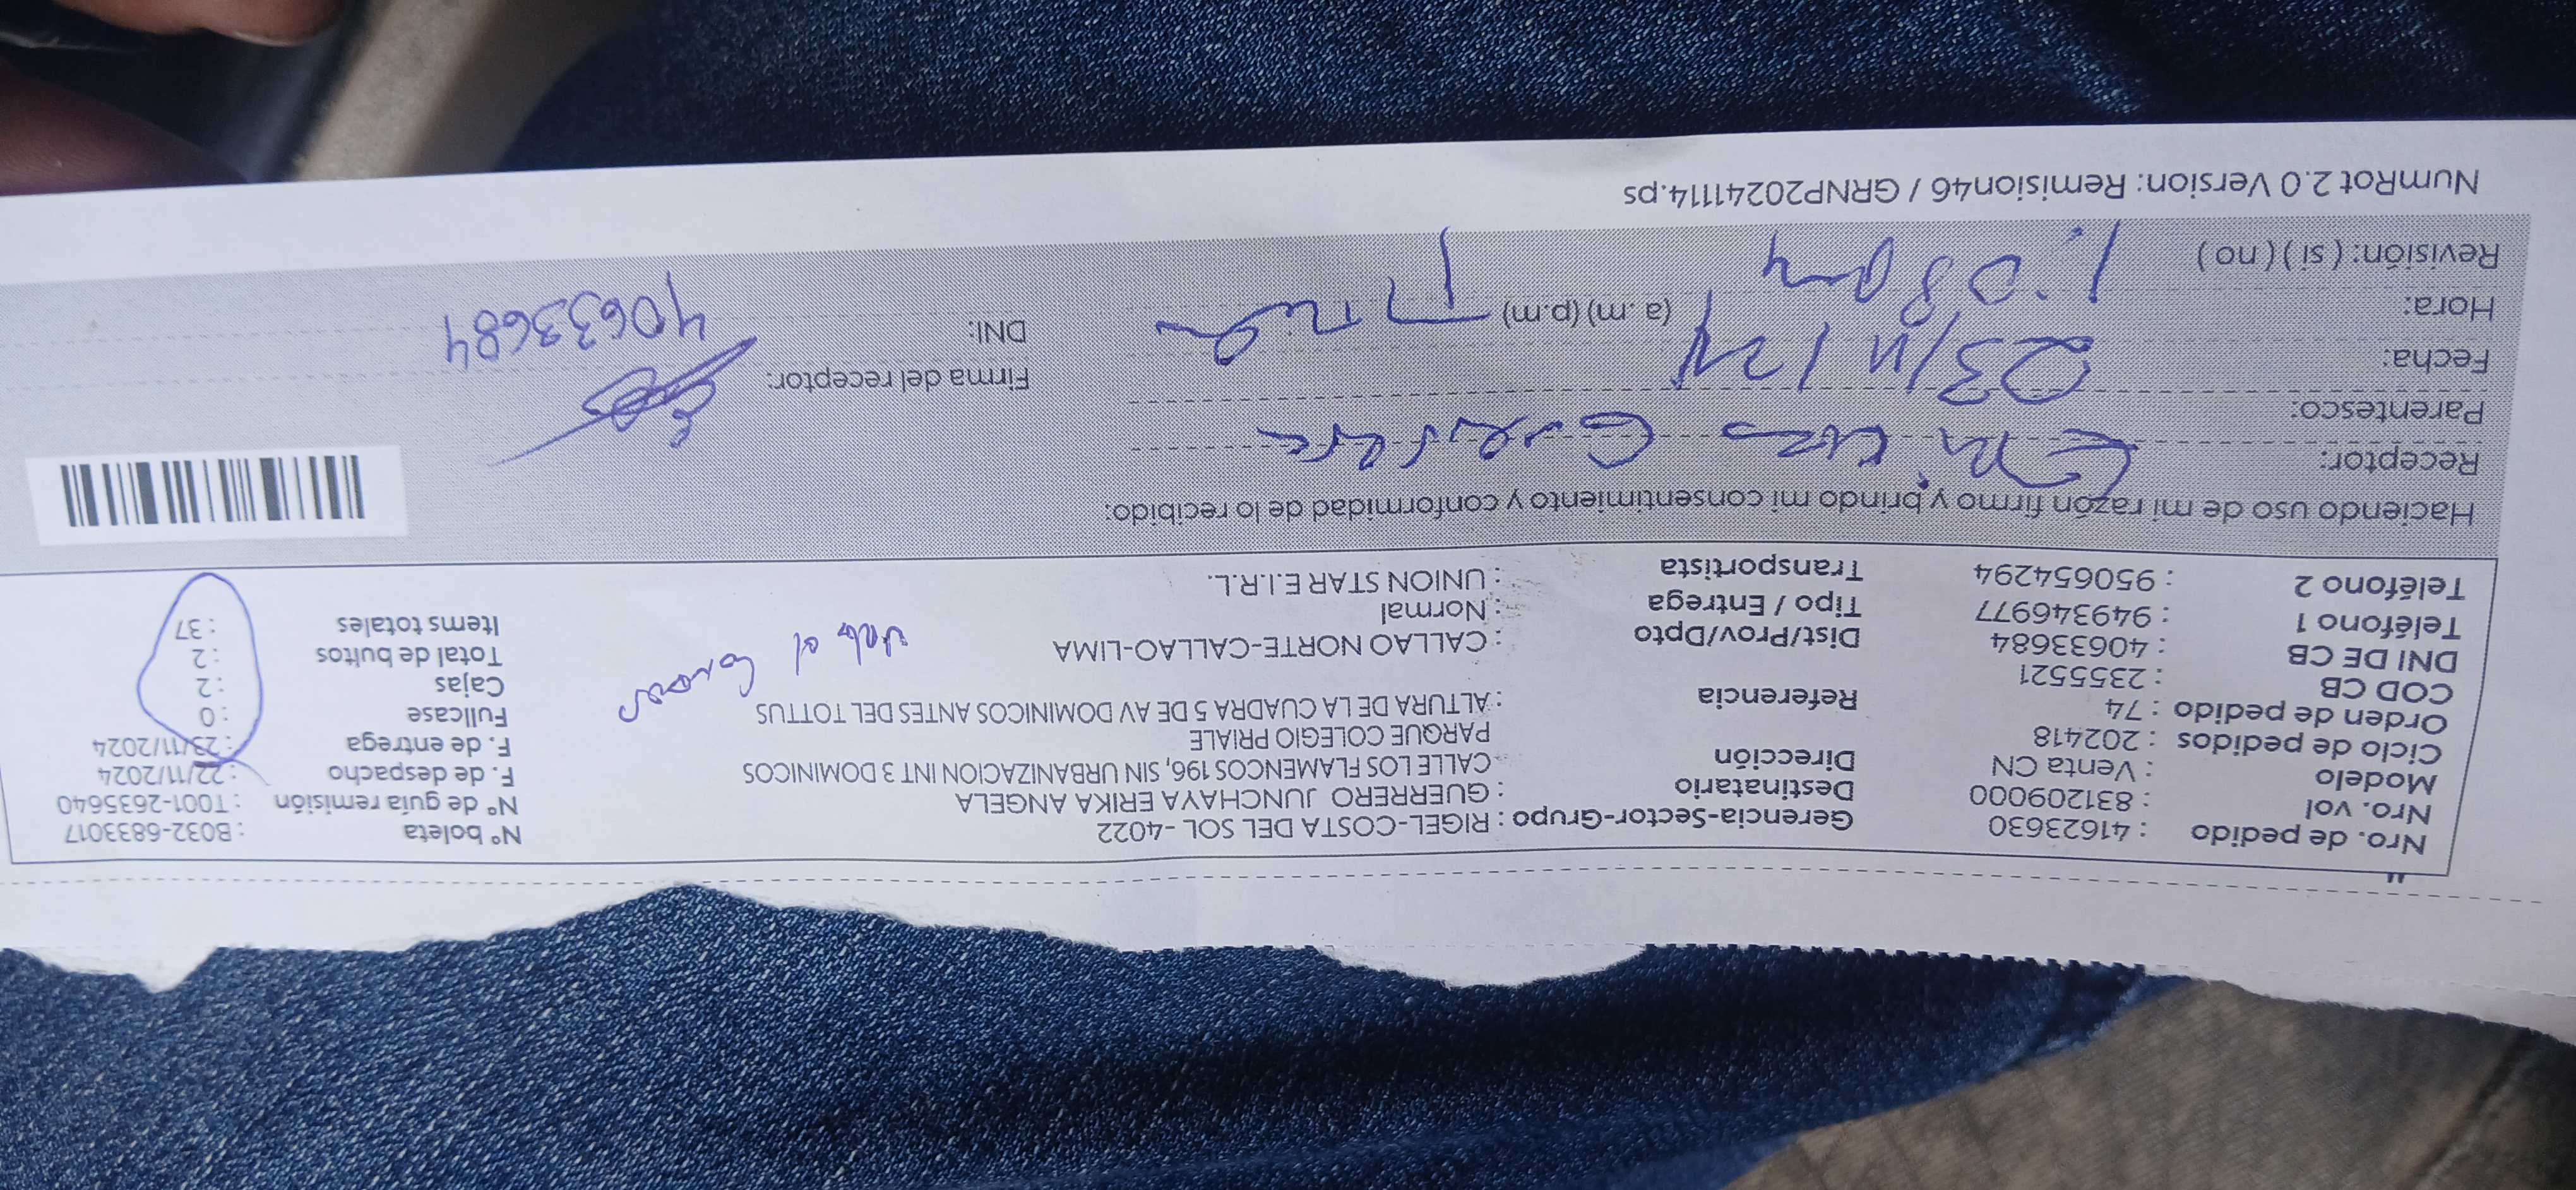 Nro. de pedido : 41623630
Nro. vol : 831209000
Modelo : Venta CN
Ciclo de pedidos : 202418
Orden de pedido : 74
COD CB : 2355521
DNI DE CB : 40633684
Teléfono 1 : 949346977
Teléfono 2 : 950654294
Gerencia-Sector-Grupo : RIGEL-COSTA DEL SOL -4022
Destinatario : GUERRERO JUNCHAYA ERIKA ANGELA
Dirección : CALLE LOS FLAMENCOS 196, SIN URBANIZACION INT 3 DOMINICOS
PARQUE COLEGIO PRIALE
Referencia : ALTURA DE LA CUADRA 5 DE AV DOMINICOS ANTES DEL TOTTUS
Dist/Prov/Dpto : CALLAO NORTE-CALLAO-LIMA
Tipo / Entrega : Normal
Transportista : UNION STAR E.I.R.L.
N° boleta : B032-6833017
N° de guía remisión : T001-2635640
F. de despacho : 22/11/2024
F. de entrega : 23/11/2024
Fullcase : 0
Cajas : 2
Total de bultos : 2
Items totales : 37
Haciendo uso de mi razón firmo y brindo mi consentimiento y conformidad de lo recibido:
Receptor: Erika Guerrero
Parentesco:
Fecha: 23/11/24
Hora: (a. m) (p.m)
Revisión: ( si ) ( no ) 1:08 pm
Firma del receptor:
DNI: 40633684
NumRot 2.0 Version: Remision46 / GRNP20241114.ps